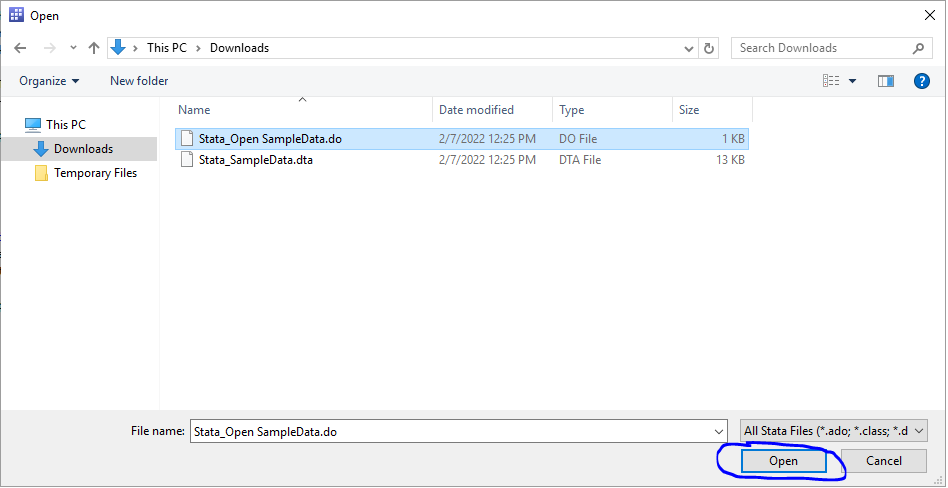 Open
This PC > Downloads
Search Downloads
Organize
New folder
Name Date modified Type Size
This PC
Downloads
Temporary Files
Stata_Open SampleData.do 2/7/2022 12:25 PM DO File 1 KB
Stata_SampleData.dta 2/7/2022 12:25 PM DTA File 13 KB
File name: Stata_Open SampleData.do All Stata Files (*.ado; *.class; *.d
Open Cancel